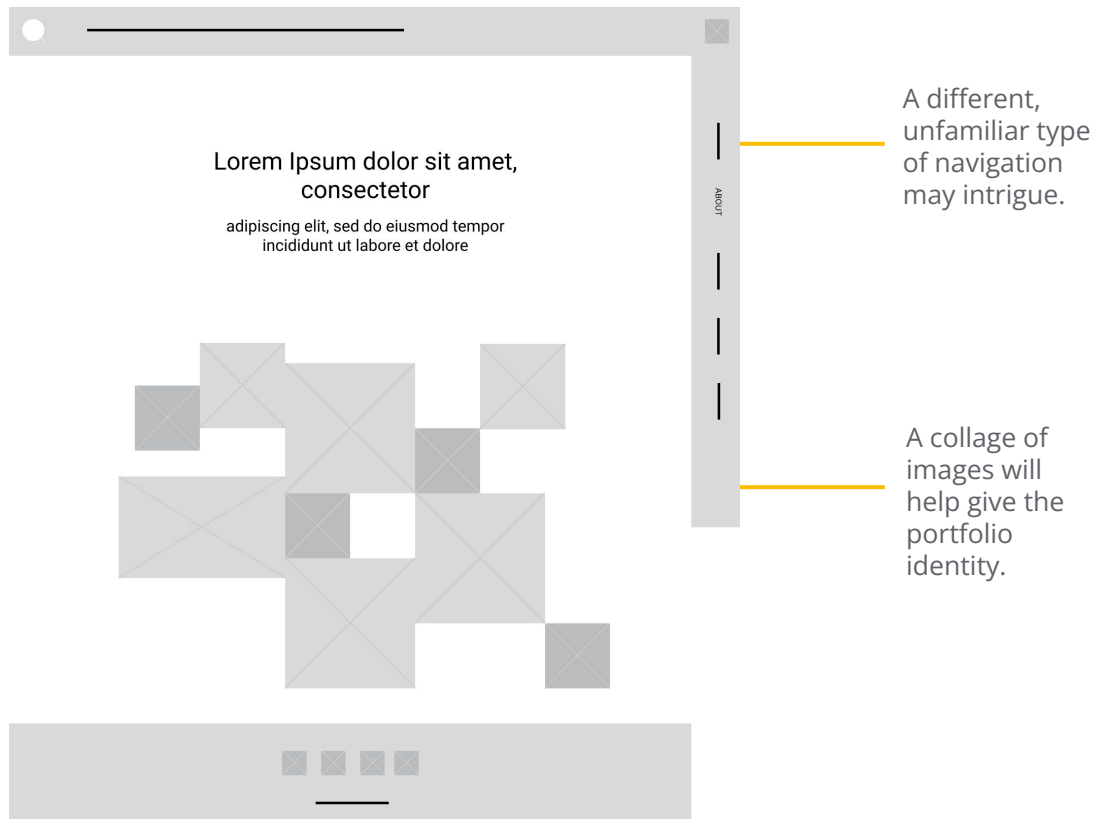 Lorem Ipsum dolor sit amet,
consectetor
adipiscing elit, sed do eiusmod tempor
incididunt ut labore et dolore
ABOUT
A different,
unfamiliar type
of navigation
may intrigue.
A collage of
images will
help give the
portfolio
identity.